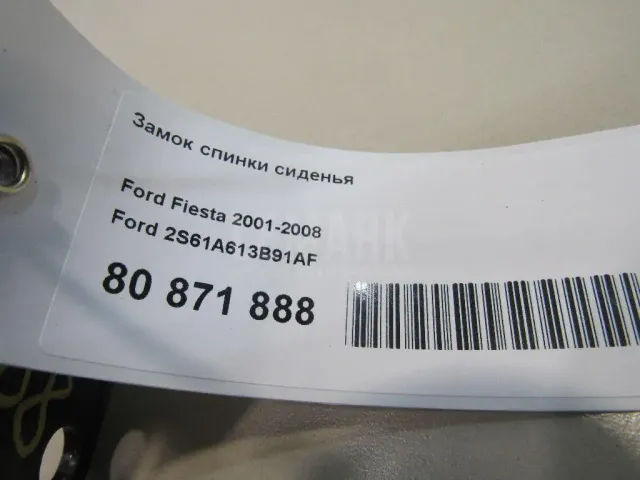 Замок спинки сиденья
Ford Fiesta 2001-2008
Ford 2S61A613B91AF
80 871 888